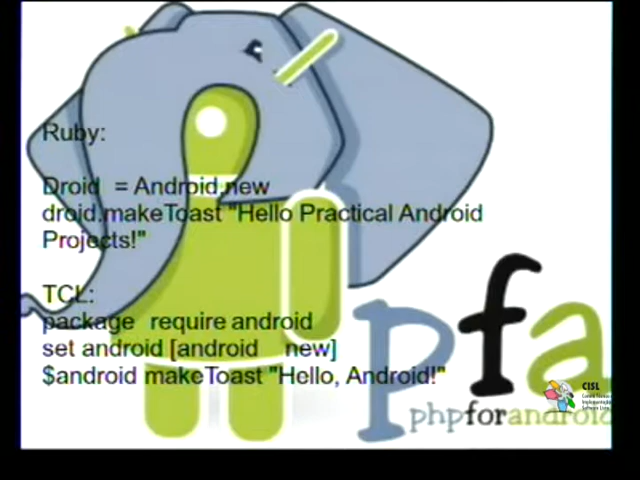 Ruby:
Droid = Android.new
droid.makeToast "Hello Practical Android
Projects!"
TCL:
package require android
set android [android new]
$android makeToast "Hello, Android!"
pfa
phpforandroid
CISL